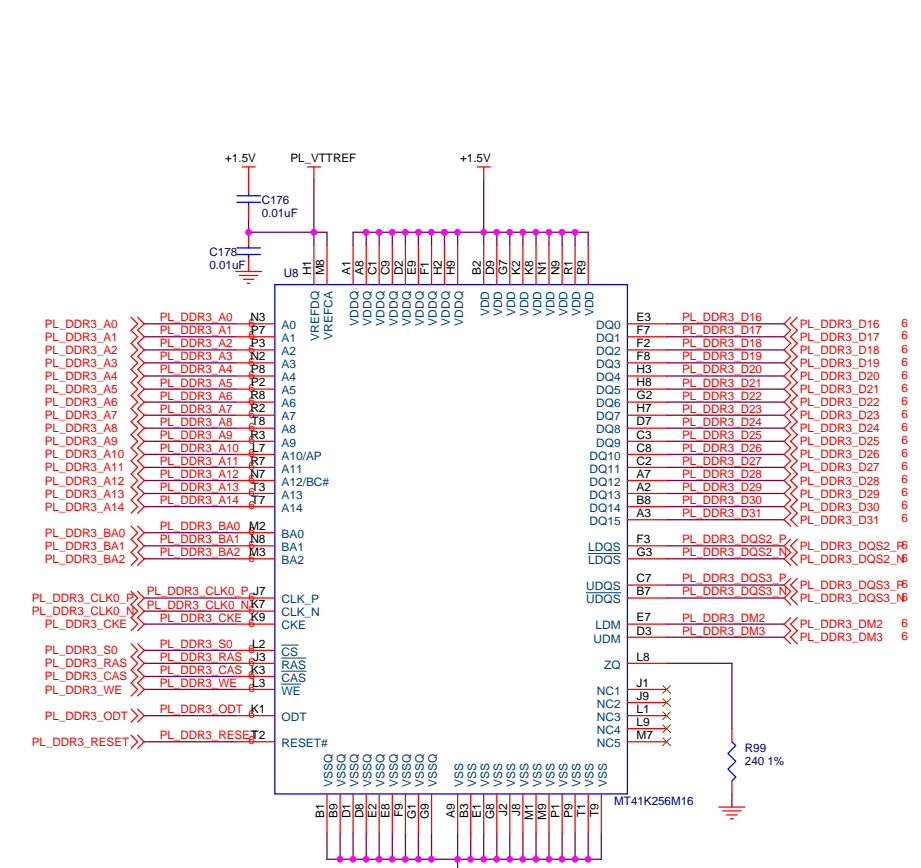 +1.5V PL_VTTREF +1.5V
C176
0.01uF
C178
0.01uF
U8
H1 M8 A1 A8 C1 C9 D2 E9 F1 H2 H9 B2 D9 G7 K2 K8 N1 N9 R1 R9
VREFDQ VREFCA VDDQ VDDQ VDDQ VDDQ VDDQ VDDQ VDDQ VDDQ VDDQ VDD VDD VDD VDD VDD VDD VDD VDD VDD
PL_DDR3_A0 PL_DDR3_A0 N3 A0 DQ0 E3 PL_DDR3_D16 PL_DDR3_D16 6
PL_DDR3_A1 PL_DDR3_A1 P7 A1 DQ1 F7 PL_DDR3_D17 PL_DDR3_D17 6
PL_DDR3_A2 PL_DDR3_A2 P3 A2 DQ2 F2 PL_DDR3_D18 PL_DDR3_D18 6
PL_DDR3_A3 PL_DDR3_A3 N2 A3 DQ3 F8 PL_DDR3_D19 PL_DDR3_D19 6
PL_DDR3_A4 PL_DDR3_A4 P8 A4 DQ4 H3 PL_DDR3_D20 PL_DDR3_D20 6
PL_DDR3_A5 PL_DDR3_A5 P2 A5 DQ5 H8 PL_DDR3_D21 PL_DDR3_D21 6
PL_DDR3_A6 PL_DDR3_A6 R8 A6 DQ6 G2 PL_DDR3_D22 PL_DDR3_D22 6
PL_DDR3_A7 PL_DDR3_A7 R2 A7 DQ7 H7 PL_DDR3_D23 PL_DDR3_D23 6
PL_DDR3_A8 PL_DDR3_A8 T8 A8 DQ8 D7 PL_DDR3_D24 PL_DDR3_D24 6
PL_DDR3_A9 PL_DDR3_A9 R3 A9 DQ9 C3 PL_DDR3_D25 PL_DDR3_D25 6
PL_DDR3_A10 PL_DDR3_A10 L7 A10/AP DQ10 C8 PL_DDR3_D26 PL_DDR3_D26 6
PL_DDR3_A11 PL_DDR3_A11 R7 A11 DQ11 C2 PL_DDR3_D27 PL_DDR3_D27 6
PL_DDR3_A12 PL_DDR3_A12 N7 A12/BC# DQ12 A7 PL_DDR3_D28 PL_DDR3_D28 6
PL_DDR3_A13 PL_DDR3_A13 T3 A13 DQ13 A2 PL_DDR3_D29 PL_DDR3_D29 6
PL_DDR3_A14 PL_DDR3_A14 T7 A14 DQ14 B8 PL_DDR3_D30 PL_DDR3_D30 6
DQ15 A3 PL_DDR3_D31 PL_DDR3_D31 6
PL_DDR3_BA0 PL_DDR3_BA0 M2 BA0
PL_DDR3_BA1 PL_DDR3_BA1 N8 BA1 LDQS F3 PL_DDR3_DQS2_P PL_DDR3_DQS2_P 6
PL_DDR3_BA2 PL_DDR3_BA2 M3 BA2 LDQS G3 PL_DDR3_DQS2_N PL_DDR3_DQS2_N 6
UDQS C7 PL_DDR3_DQS3_P PL_DDR3_DQS3_P 6
PL_DDR3_CLK0_P PL_DDR3_CLK0_P J7 CLK_P UDQS B7 PL_DDR3_DQS3_N PL_DDR3_DQS3_N 6
PL_DDR3_CLK0_N PL_DDR3_CLK0_N K7 CLK_N
PL_DDR3_CKE PL_DDR3_CKE K9 CKE LDM E7 PL_DDR3_DM2 PL_DDR3_DM2 6
UDM D3 PL_DDR3_DM3 PL_DDR3_DM3 6
PL_DDR3_S0 PL_DDR3_S0 L2 CS
PL_DDR3_RAS PL_DDR3_RAS J3 RAS ZQ L8
PL_DDR3_CAS PL_DDR3_CAS K3 CAS
PL_DDR3_WE PL_DDR3_WE L3 WE NC1 J1
NC2 J9
PL_DDR3_ODT PL_DDR3_ODT K1 ODT NC3 L1
NC4 L9
PL_DDR3_RESET PL_DDR3_RESET T2 RESET# NC5 M7
R99
240 1%
VSSQ VSSQ VSSQ VSSQ VSSQ VSSQ VSSQ VSSQ VSSQ VSS VSS VSS VSS VSS VSS VSS VSS VSS VSS VSS VSS
MT41K256M16
B1 B9 D1 D8 E2 E8 F9 G1 G9 A9 B3 E1 G8 J2 J8 M1 M9 P1 P9 T1 T9